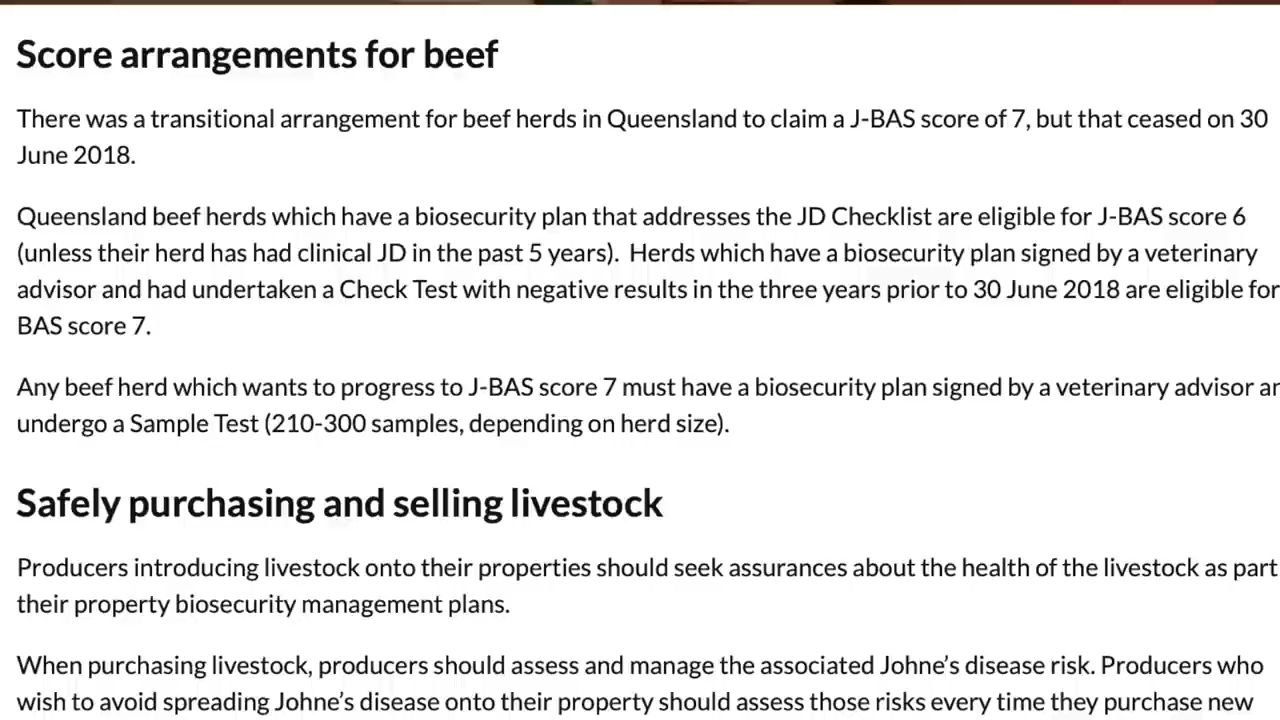 Score arrangements for beef
There was a transitional arrangement for beef herds in Queensland to claim a J-BAS score of 7, but that ceased on 30
June 2018.
Queensland beef herds which have a biosecurity plan that addresses the JD Checklist are eligible for J-BAS score 6
(unless their herd has had clinical JD in the past 5 years). Herds which have a biosecurity plan signed by a veterinary
advisor and had undertaken a Check Test with negative results in the three years prior to 30 June 2018 are eligible for
BAS score 7.
Any beef herd which wants to progress to J-BAS score 7 must have a biosecurity plan signed by a veterinary advisor
undergo a Sample Test (210-300 samples, depending on herd size).
Safely purchasing and selling livestock
Producers introducing livestock onto their properties should seek assurances about the health of the livestock as part
their property biosecurity management plans.
When purchasing livestock, producers should assess and manage the associated Johne’s disease risk. Producers who
wish to avoid spreading Johne’s disease onto their property should assess those risks every time they purchase new